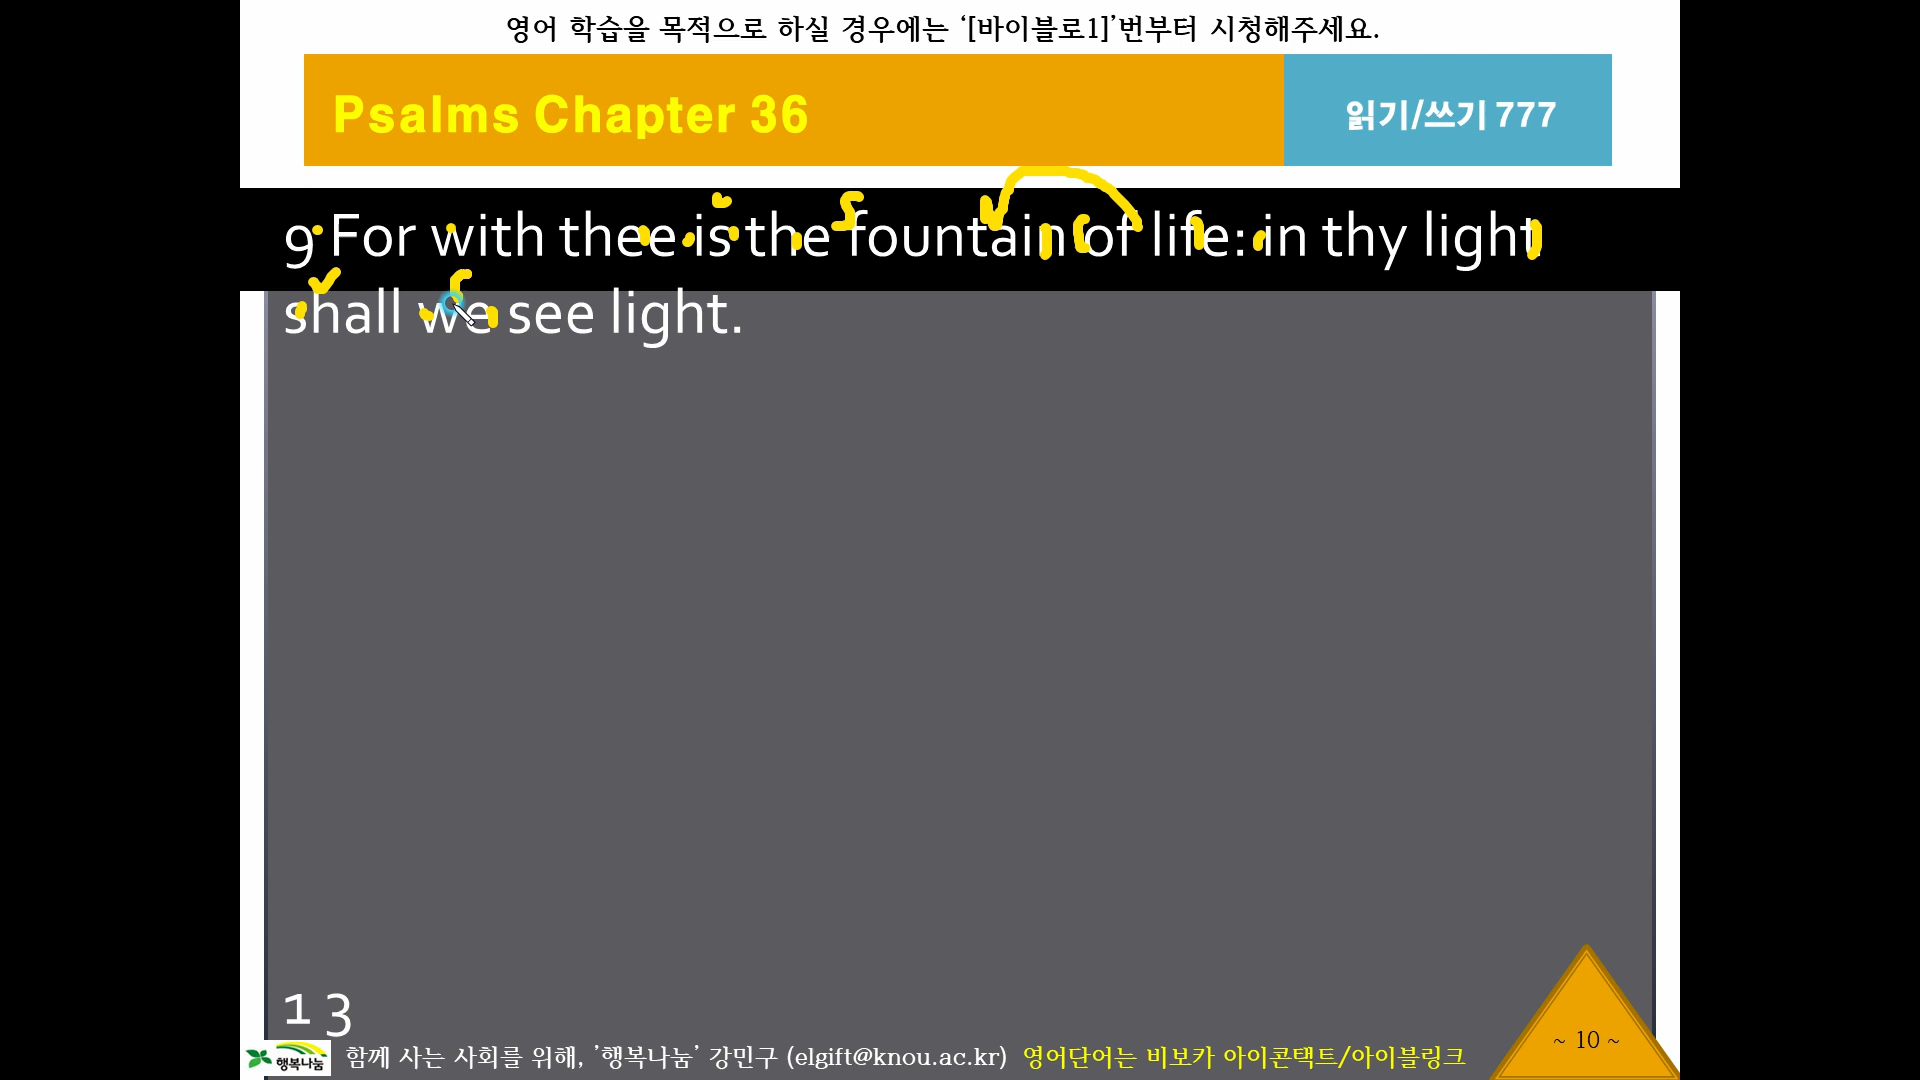 영어 학습을 목적으로 하실 경우에는 ‘[바이블로1]’번부터 시청해주세요.
Psalms Chapter 36
읽기/쓰기 777
9 For with thee is the fountain of life: in thy light
shall we see light.
1 3
~ 10 ~
행복나눔
함께 사는 사회를 위해, ’행복나눔’ 강민구 (elgift@knou.ac.kr) 영어단어는 비보카 아이콘택트/아이블링크